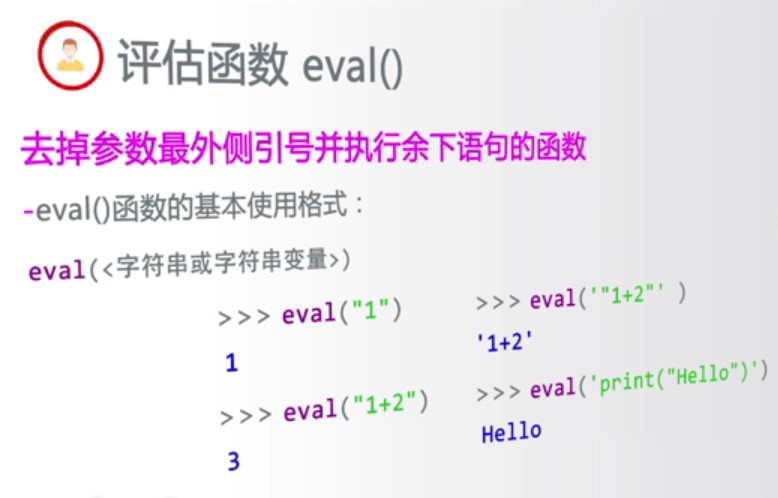 评估函数 eval()
去掉参数最外侧引号并执行余下语句的函数
-eval()函数的基本使用格式：
eval(<字符串或字符串变量>)
>>> eval("1")
1
>>> eval("1+2")
3
>>> eval('"1+2"' )
'1+2'
>>> eval('print("Hello")')
Hello